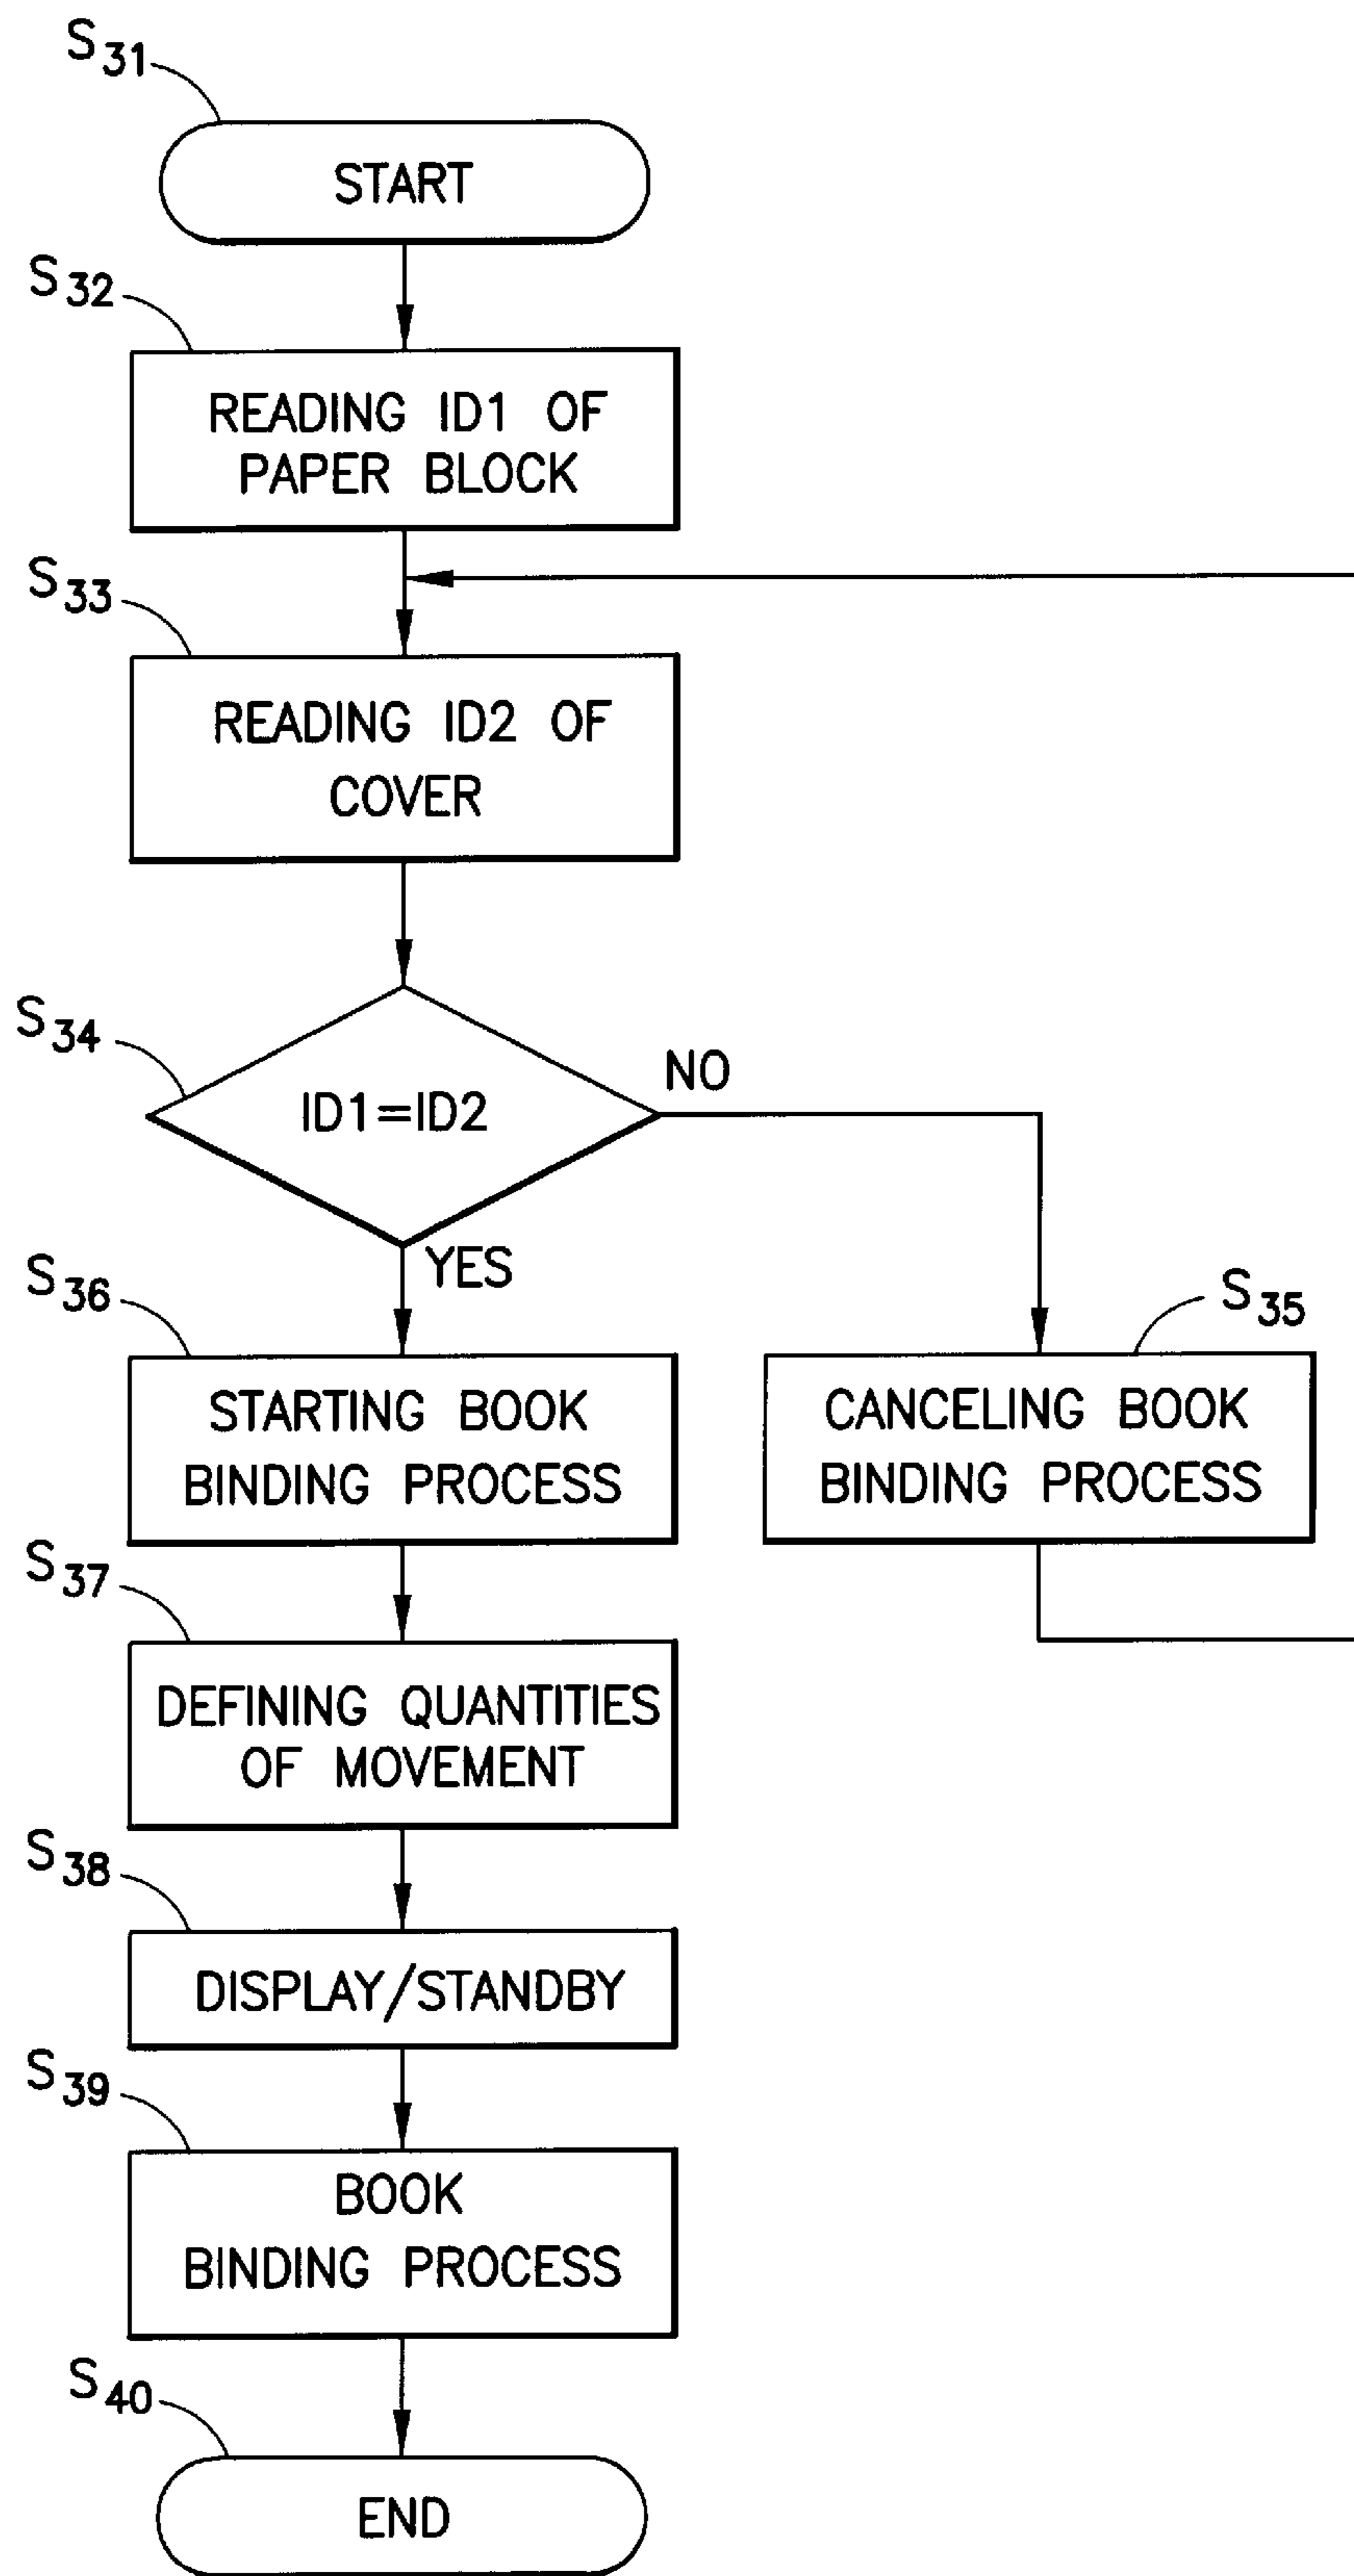 S31
START
S32
READING ID1 OF
PAPER BLOCK
S33
READING ID2 OF
COVER
S34
ID1=ID2
NO
YES
S36
STARTING BOOK
BINDING PROCESS
S35
CANCELING BOOK
BINDING PROCESS
S37
DEFINING QUANTITIES
OF MOVEMENT
S38
DISPLAY/STANDBY
S39
BOOK
BINDING PROCESS
S40
END